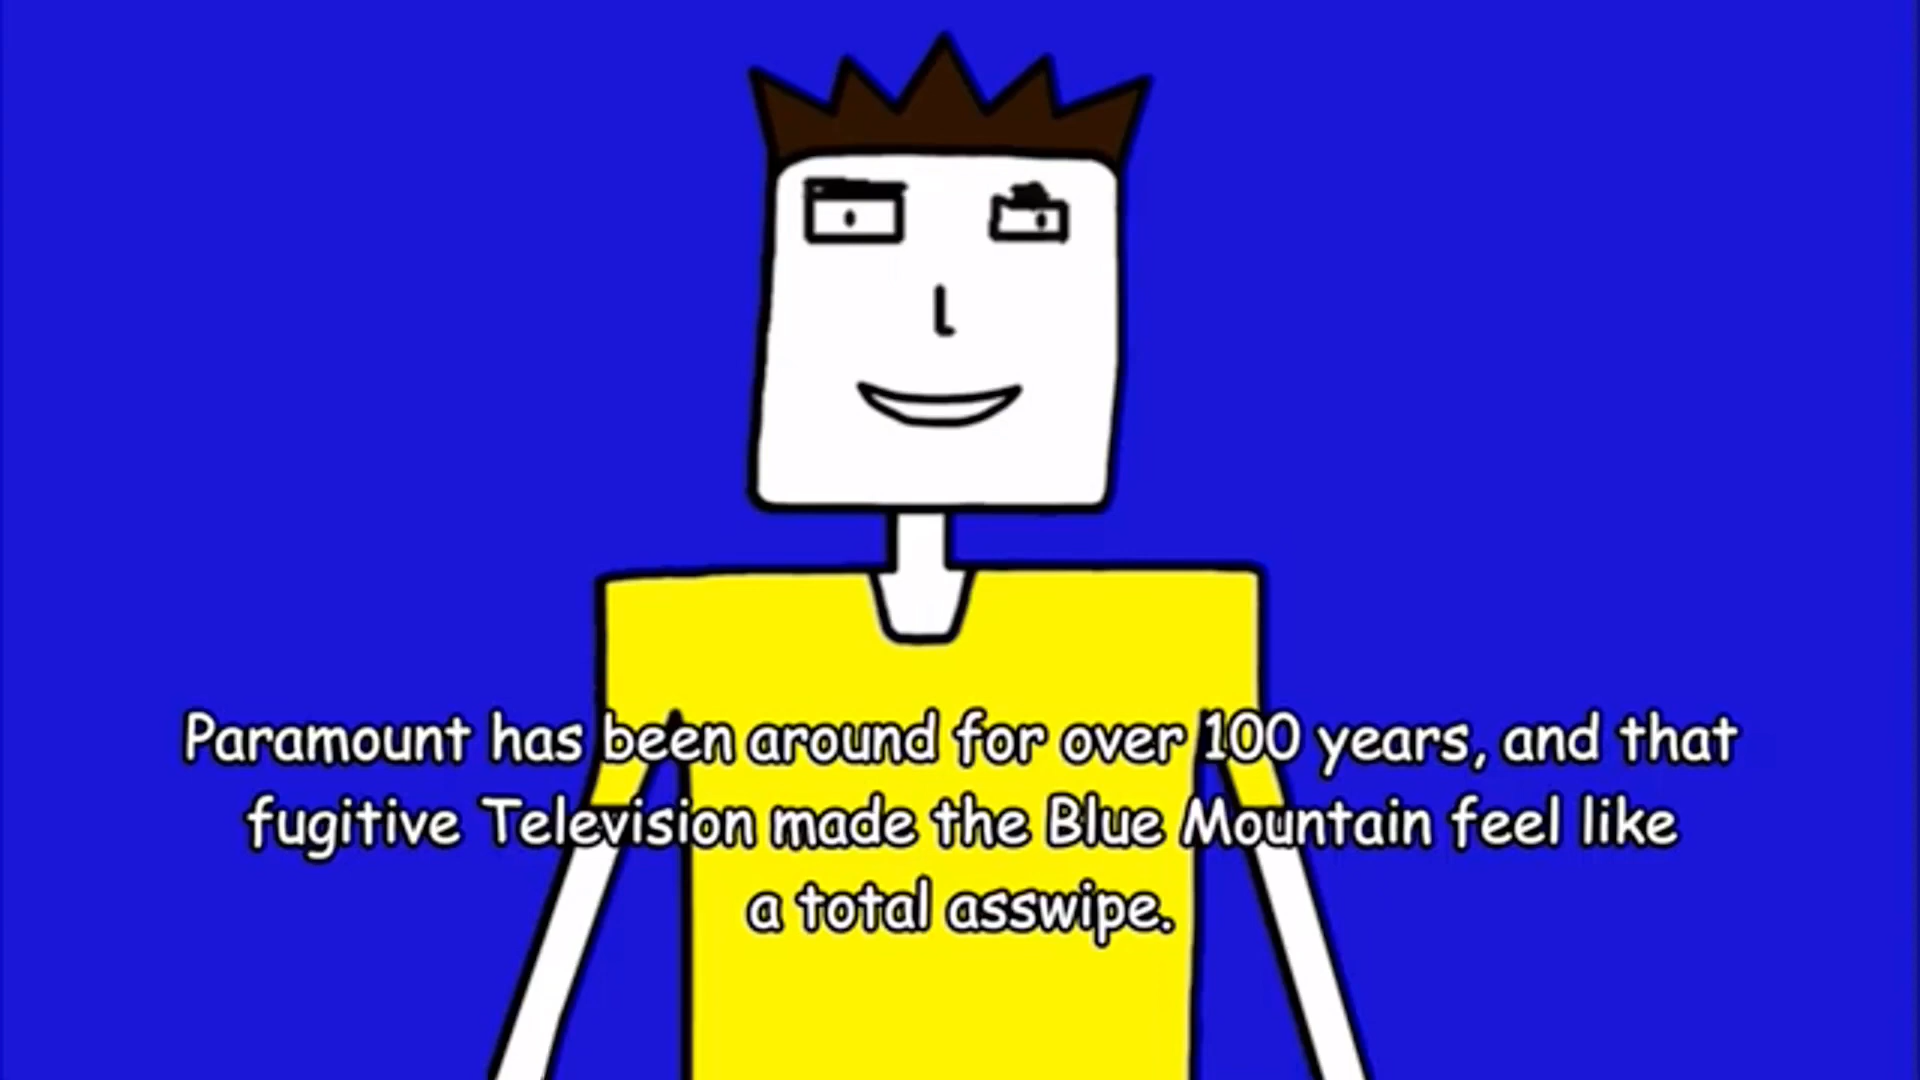 Paramount has been around for over 100 years, and that
fugitive Television made the Blue Mountain feel like
a total asswipe.